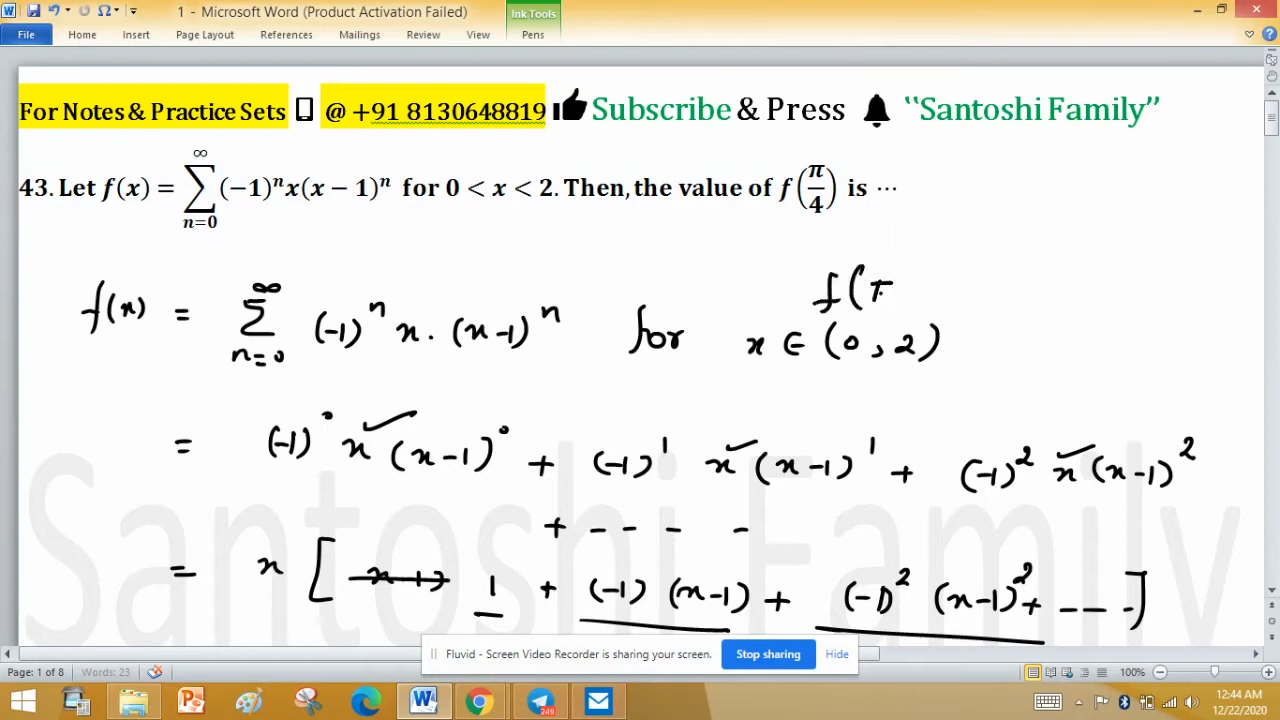 1 - Microsoft Word (Product Activation Failed)
Ink Tools
File Home Insert Page Layout References Mailings Review View Pens
For Notes & Practice Sets @ +91 8130648819 Subscribe & Press "Santoshi Family"
43. Let f(x) = ∑_{n=0}^{∞} (−1)ⁿx(x − 1)ⁿ for 0 < x < 2. Then, the value of f(π/4) is ⋯
f(π
f(x) = ∑_{n=0}^{∞} (-1)ⁿ x. (x-1)ⁿ for x ∈ (0, 2)
= (-1)⁰ x (x-1)⁰ + (-1)¹ x (x-1)¹ + (-1)² x (x-1)²
+ - - - -
= x [ 1 + (-1) (x-1) + (-1)² (x-1)² + - - - ]
Santoshi Family
Fluvid - Screen Video Recorder is sharing your screen. Stop sharing Hide
Page: 1 of 8 Words: 23 100%
249
12:44 AM
12/22/2020